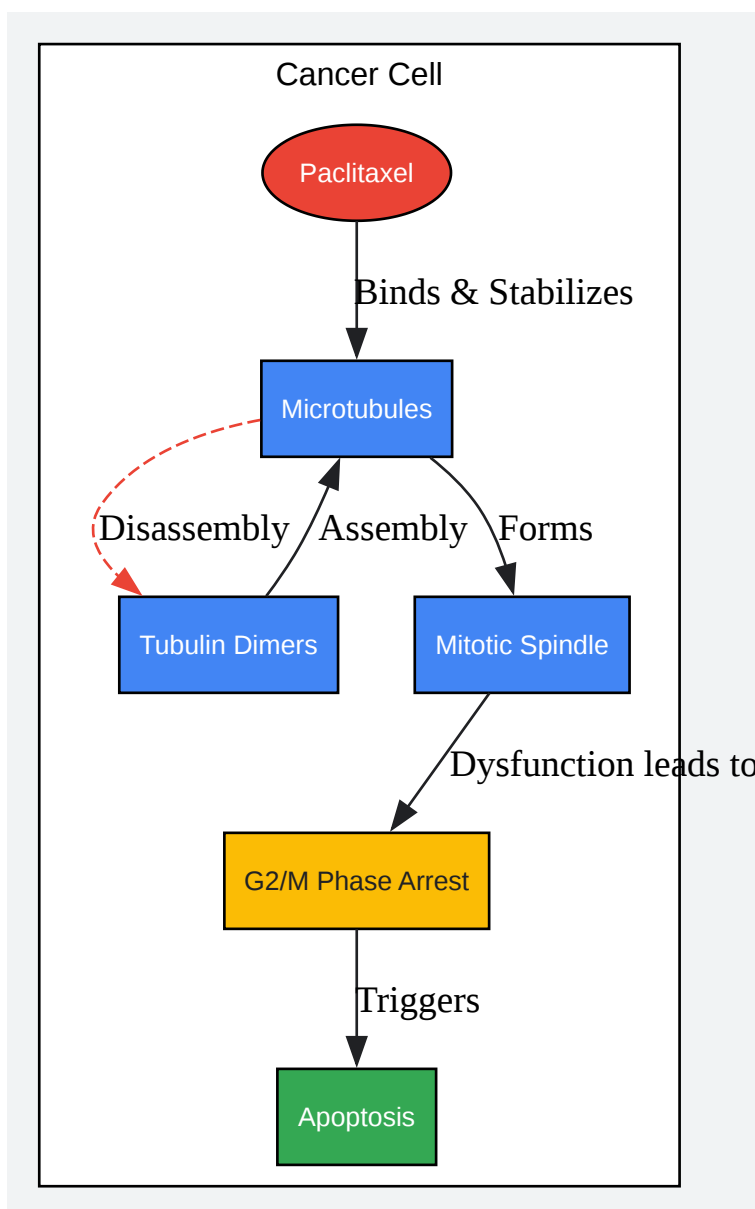 Cancer Cell
Paclitaxel
Binds & Stabilizes
Microtubules
Disassembly
Assembly
Forms
Tubulin Dimers
Mitotic Spindle
Dysfunction leads to
G2/M Phase Arrest
Triggers
Apoptosis